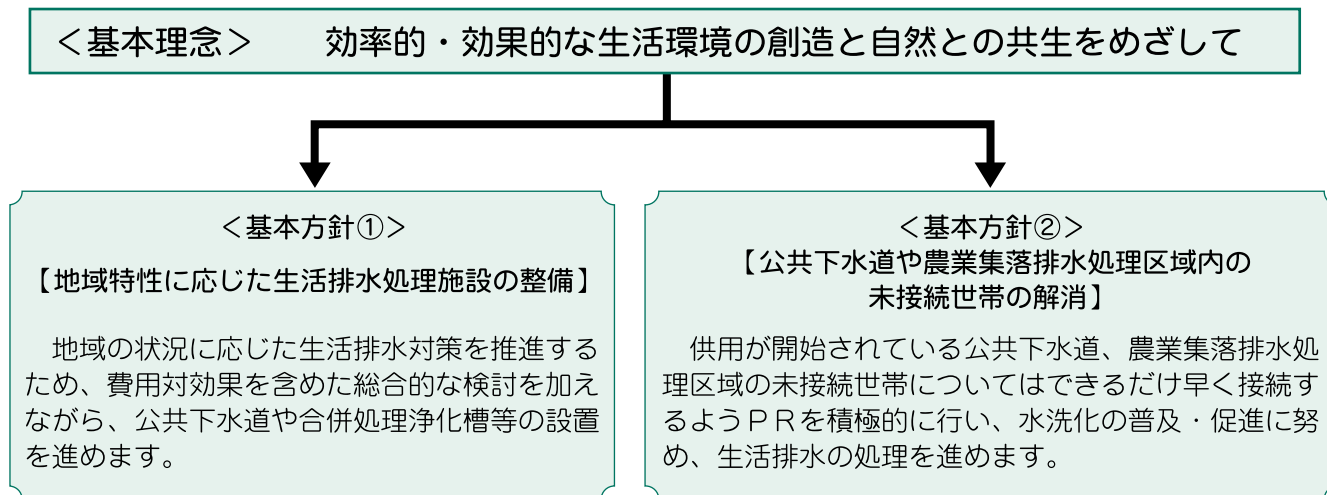 ＜基本理念＞　　効率的・効果的な生活環境の創造と自然との共生をめざして
＜基本方針①＞
【地域特性に応じた生活排水処理施設の整備】
　地域の状況に応じた生活排水対策を推進する
ため、費用対効果を含めた総合的な検討を加え
ながら、公共下水道や合併処理浄化槽等の設置
を進めます。
＜基本方針②＞
【公共下水道や農業集落排水処理区域内の
未接続世帯の解消】
　供用が開始されている公共下水道、農業集落排水処
理区域の未接続世帯についてはできるだけ早く接続す
るようＰＲを積極的に行い、水洗化の普及・促進に努
め、生活排水の処理を進めます。